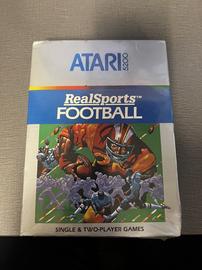 ATARI 5200
RealSports™
FOOTBALL
SINGLE & TWO-PLAYER GAMES